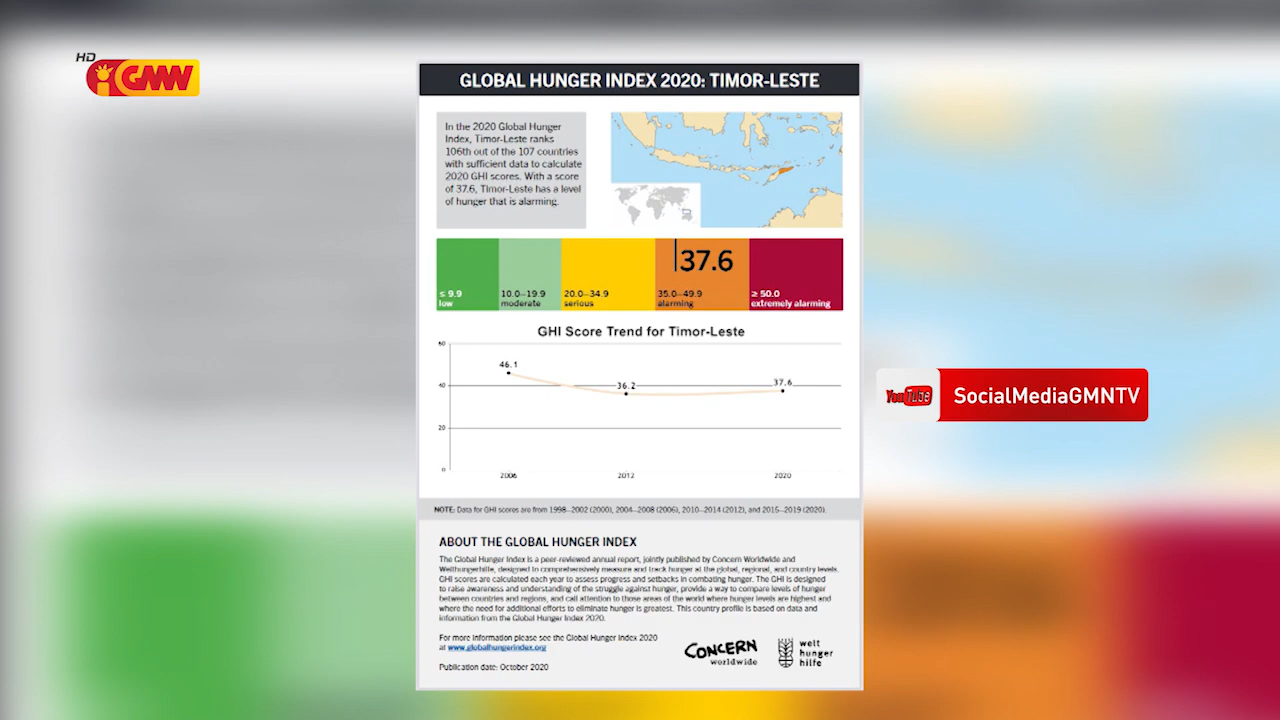 HD
GMN
GLOBAL HUNGER INDEX 2020: TIMOR-LESTE
In the 2020 Global Hunger
Index, Timor-Leste ranks
106th out of the 107 countries
with sufficient data to calculate
2020 GHI scores. With a score
of 37.6, Timor-Leste has a level
of hunger that is alarming.
37.6
≤ 9.9 10.0–19.9 20.0–34.9 35.0–49.9 ≥ 50.0
low moderate serious alarming extremely alarming
GHI Score Trend for Timor-Leste
60
46.1
40 36.2 37.6
20
0
2006 2012 2020
YouTube SocialMediaGMNTV
NOTE: Data for GHI scores are from 1998–2002 (2000), 2004–2008 (2006), 2010–2014 (2012), and 2015–2019 (2020).
ABOUT THE GLOBAL HUNGER INDEX
The Global Hunger Index is a peer-reviewed annual report, jointly published by Concern Worldwide and
Welthungerhilfe, designed to comprehensively measure and track hunger at the global, regional, and country levels.
GHI scores are calculated each year to assess progress and setbacks in combating hunger. The GHI is designed
to raise awareness and understanding of the struggle against hunger, provide a way to compare levels of hunger
between countries and regions, and call attention to those areas of the world where hunger levels are highest and
where the need for additional efforts to eliminate hunger is greatest. This country profile is based on data and
information from the Global Hunger Index 2020.
For more information please see the Global Hunger Index 2020
at www.globalhungerindex.org
Publication date: October 2020
CONCERN
worldwide
welt
hunger
hilfe